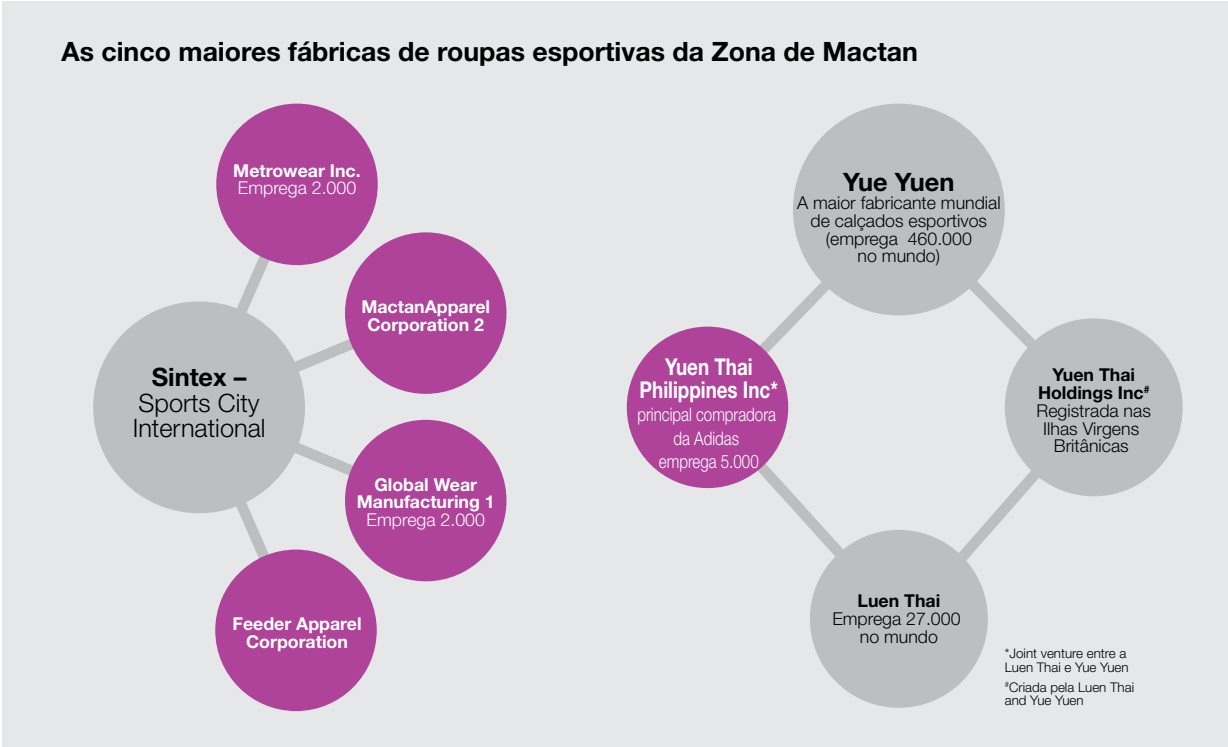 As cinco maiores fábricas de roupas esportivas da Zona de Mactan
Metrowear Inc.
Emprega 2.000
MactanApparel
Corporation 2
Sintex –
Sports City
International
Global Wear
Manufacturing 1
Emprega 2.000
Feeder Apparel
Corporation
Yue Yuen
A maior fabricante mundial
de calçados esportivos
(emprega 460.000
no mundo)
Yuen Thai
Philippines Inc*
principal compradora
da Adidas
emprega 5.000
Yuen Thai
Holdings Inc#
Registrada nas
Ilhas Virgens
Britânicas
Luen Thai
Emprega 27.000
no mundo
*Joint venture entre a
Luen Thai e Yue Yuen
#Criada pela Luen Thai
and Yue Yuen